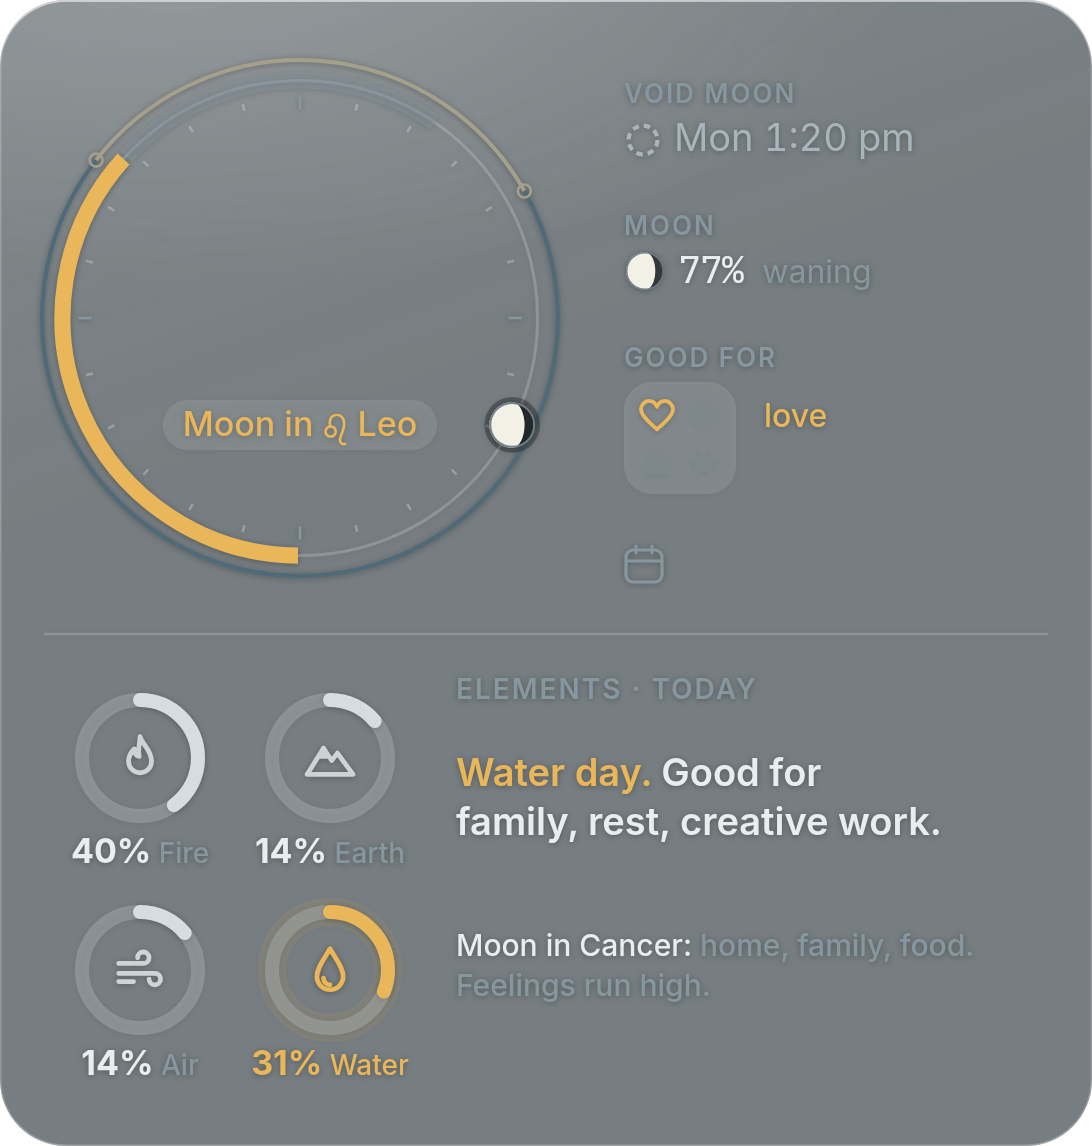 VOID MOON
Mon 1:20 pm
MOON
77% waning
GOOD FOR
love
Moon in ♌ Leo
ELEMENTS · TODAY
Water day. Good for
family, rest, creative work.
40% Fire
14% Earth
Moon in Cancer: home, family, food.
Feelings run high.
14% Air
31% Water